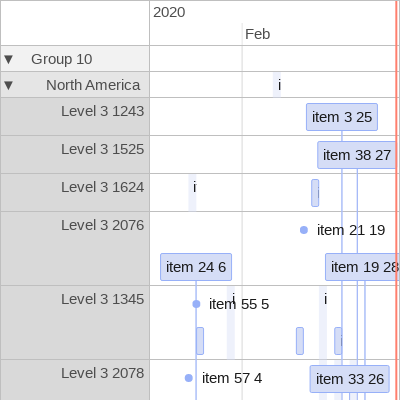 2020
Feb
▼ Group 10
▼ North America i
Level 3 1243 item 3 25
Level 3 1525 item 38 27
Level 3 1624 i
Level 3 2076 item 21 19
item 24 6 item 19 28
Level 3 1345 item 55 5 i i
Level 3 2078 item 57 4 item 33 26